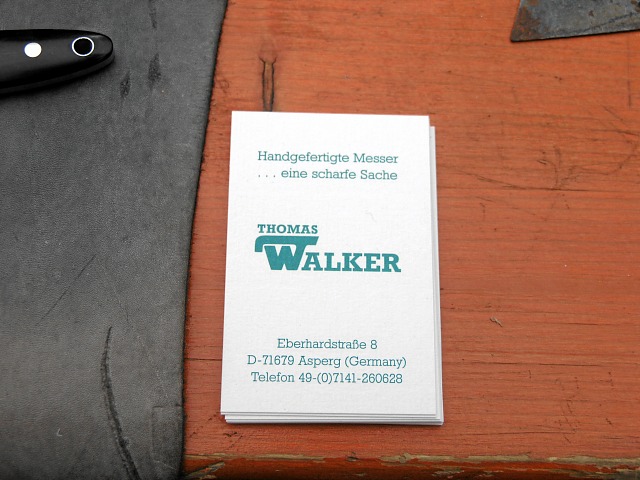 Handgefertigte Messer
. . . eine scharfe Sache
THOMAS
WALKER
Eberhardstraße 8
D-71679 Asperg (Germany)
Telefon 49-(0)7141-260628